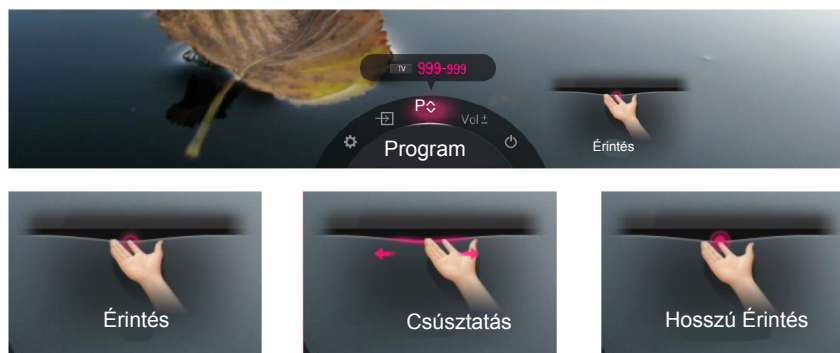 TV 999-999
P
Vol ±
Program
Érintés
Érintés
Csúsztatás
Hosszú Érintés